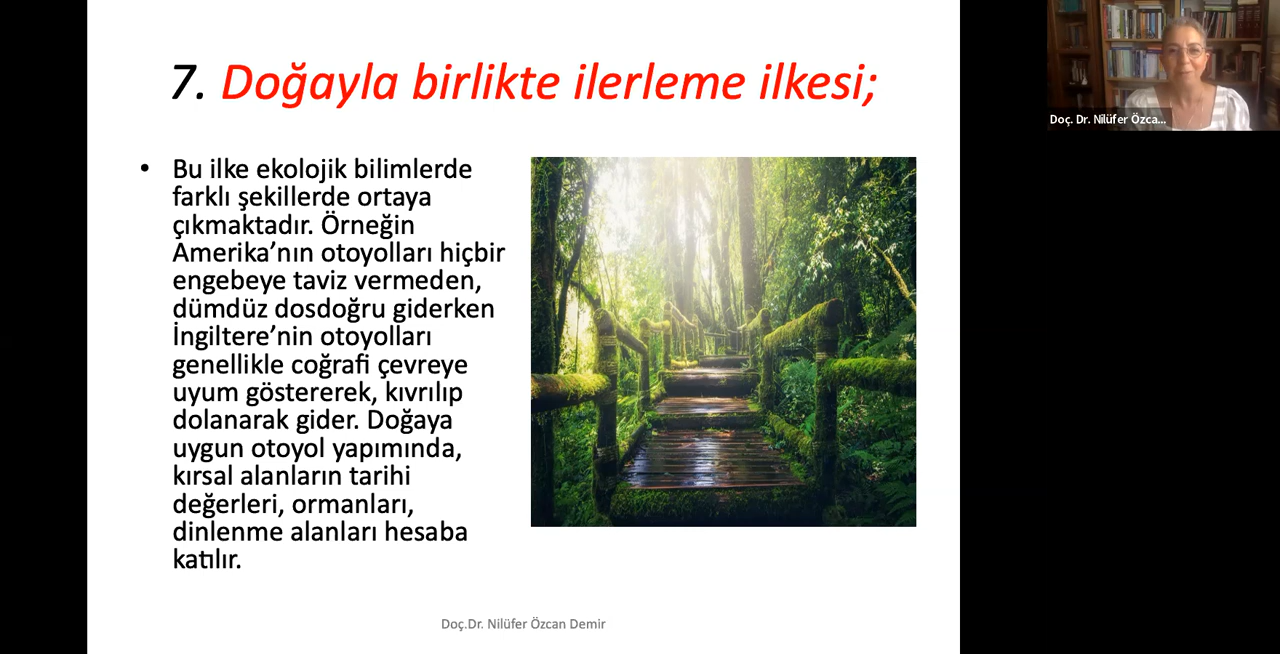 7. Doğayla birlikte ilerleme ilkesi;
• Bu ilke ekolojik bilimlerde
farklı şekillerde ortaya
çıkmaktadır. Örneğin
Amerika’nın otoyolları hiçbir
engebeye taviz vermeden,
dümdüz dosdoğru giderken
İngiltere’nin otoyolları
genellikle coğrafi çevreye
uyum göstererek, kıvrılıp
dolanarak gider. Doğaya
uygun otoyol yapımında,
kırsal alanların tarihi
değerleri, ormanları,
dinlenme alanları hesaba
katılır.
Doç.Dr. Nilüfer Özcan Demir
Doç. Dr. Nilüfer Özca...